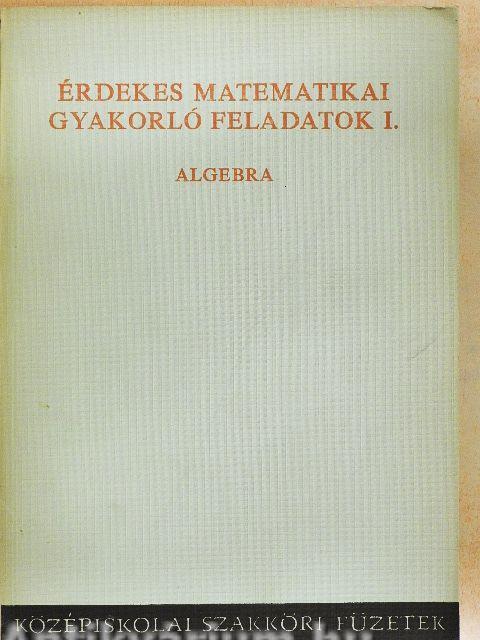 ÉRDEKES MATEMATIKAI
GYAKORLÓ FELADATOK I.
ALGEBRA
KÖZÉPISKOLAI SZAKKÖRI FÜZETEK